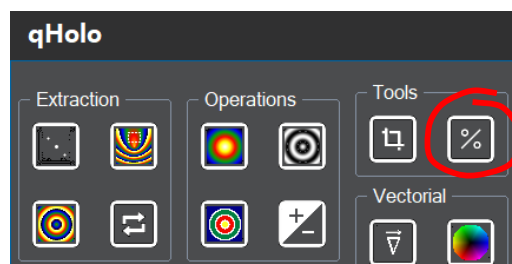 qHolo
Extraction
Operations
Tools
%
Vectorial
+
−